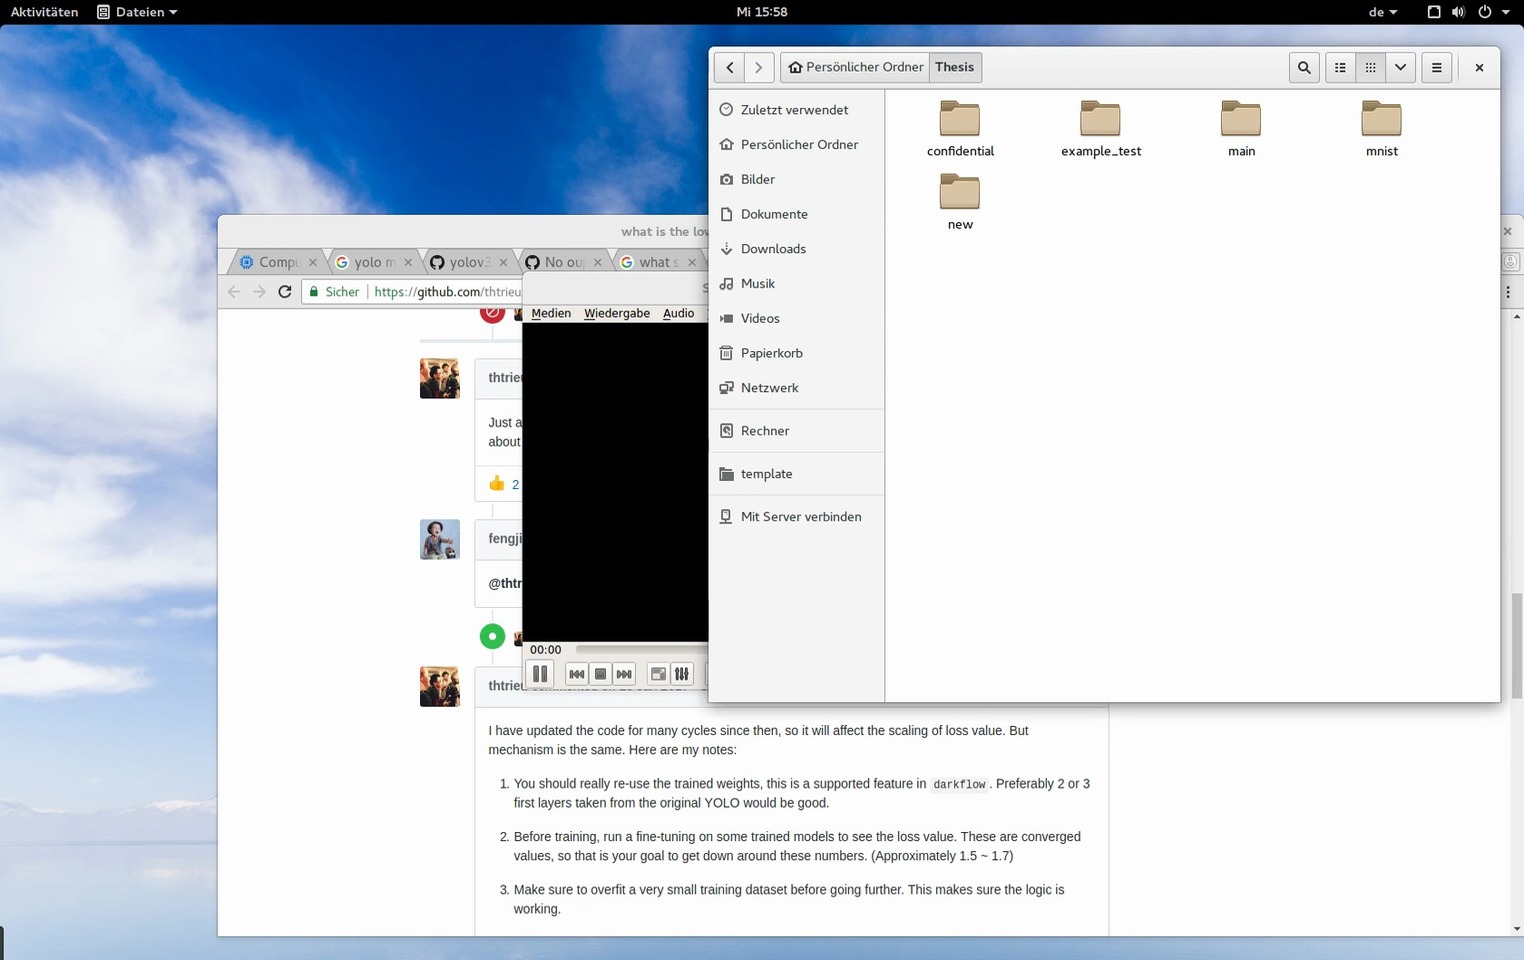 Aktivitäten
Dateien
Mi 15:58
de
Persönlicher Ordner
Thesis
Zuletzt verwendet
Persönlicher Ordner
Bilder
Dokumente
Downloads
Musik
Videos
Papierkorb
Netzwerk
Rechner
template
Mit Server verbinden
confidential
example_test
main
mnist
new
what is the
Compu
yolo m
yolov3
No
what s
Sicher
https://github.com/thtrieu
Medien
Wiedergabe
Audio
00:00
thtrieu
Just a
about
2
fengji
@thtr
thtrieu
I have updated the code for many cycles since then, so it will affect the scaling of loss value. But
mechanism is the same. Here are my notes:
1. You should really re-use the trained weights, this is a supported feature in darkflow. Preferably 2 or 3
first layers taken from the original YOLO would be good.
2. Before training, run a fine-tuning on some trained models to see the loss value. These are converged
values, so that is your goal to get down around these numbers. (Approximately 1.5 ~ 1.7)
3. Make sure to overfit a very small training dataset before going further. This makes sure the logic is
working.